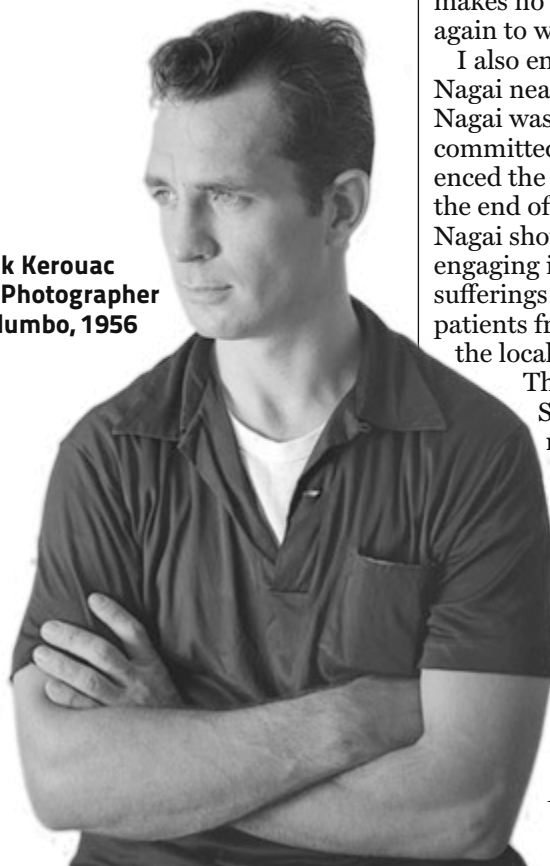 k Kerouac
Photographer
lumbo, 1956
makes no
again to w
I also en
Nagai nea
Nagai was
committed
enced the
the end of
Nagai sho
engaging i
sufferings
patients fr
the local
Th
S